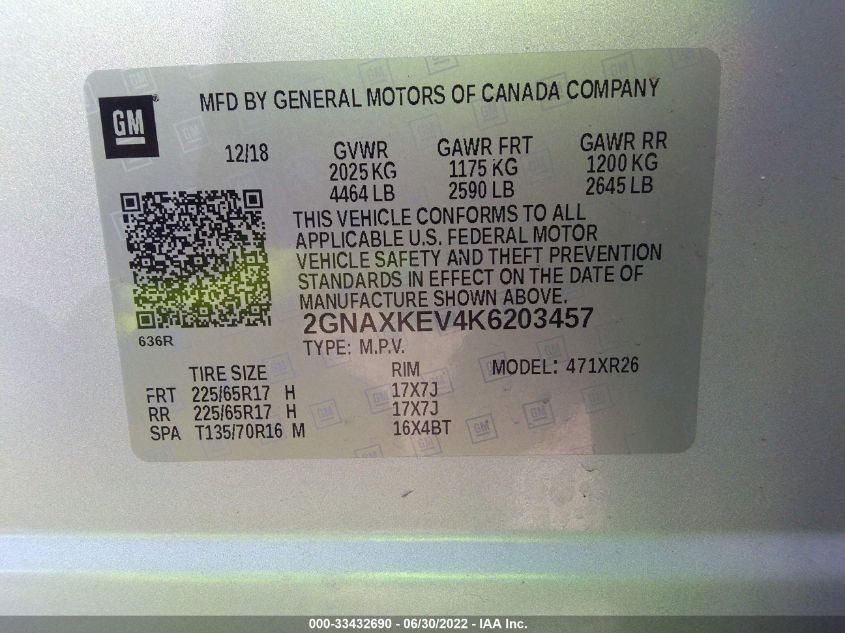 GM ®
MFD BY GENERAL MOTORS OF CANADA COMPANY
12/18 GVWR GAWR FRT GAWR RR
2025 KG 1175 KG 1200 KG
4464 LB 2590 LB 2645 LB
THIS VEHICLE CONFORMS TO ALL
APPLICABLE U.S. FEDERAL MOTOR
VEHICLE SAFETY AND THEFT PREVENTION
STANDARDS IN EFFECT ON THE DATE OF
MANUFACTURE SHOWN ABOVE.
2GNAXKEV4K6203457
636R
TYPE: M.P.V.
TIRE SIZE RIM MODEL: 471XR26
FRT 225/65R17 H 17X7J
RR 225/65R17 H 17X7J
SPA T135/70R16 M 16X4BT
000-33432690 - 06/30/2022 - IAA Inc.